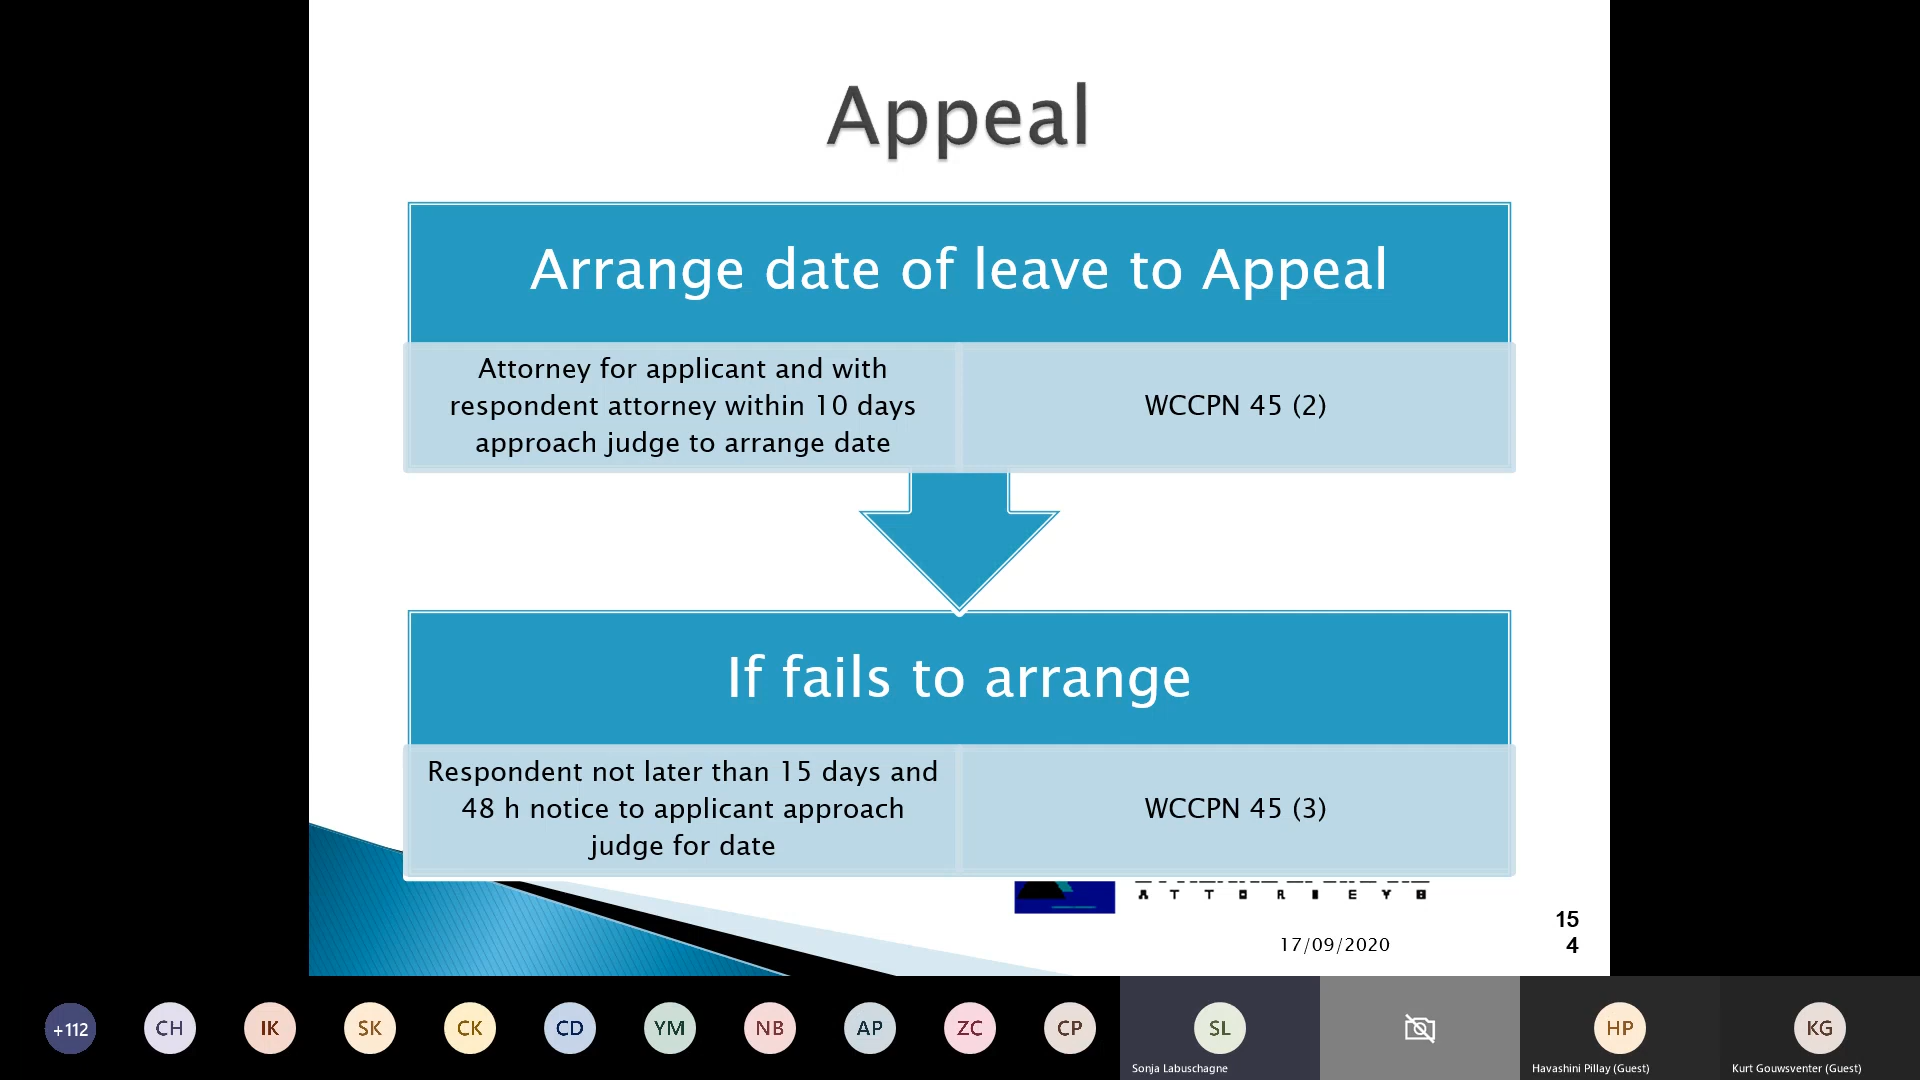 Appeal
Arrange date of leave to Appeal
Attorney for applicant and with
respondent attorney within 10 days
approach judge to arrange date
WCCPN 45 (2)
If fails to arrange
Respondent not later than 15 days and
48 h notice to applicant approach
judge for date
WCCPN 45 (3)
ATTORNEYS
17/09/2020
15
4
+112
CH
IK
SK
CK
CD
YM
NB
AP
ZC
CP
SL
HP
KG
Sonja Labuschagne
Havashini Pillay (Guest)
Kurt Gouwsventer (Guest)